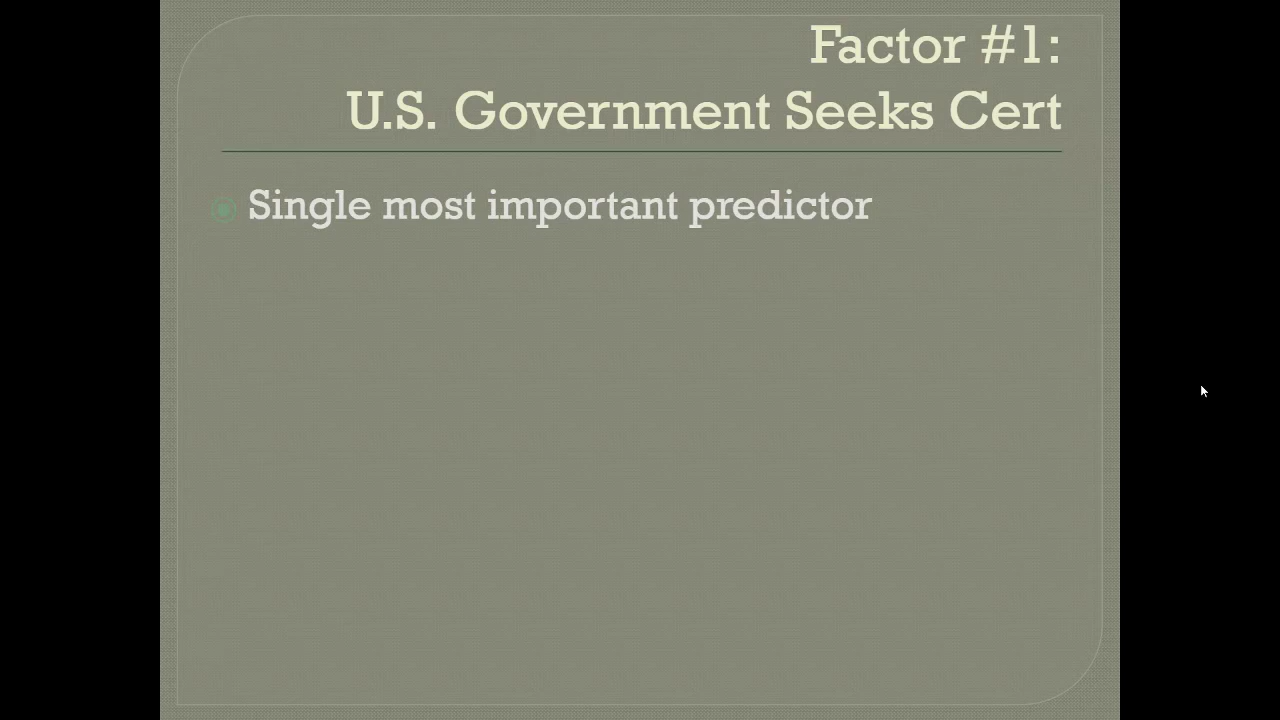 Factor #1:
U.S. Government Seeks Cert
Single most important predictor